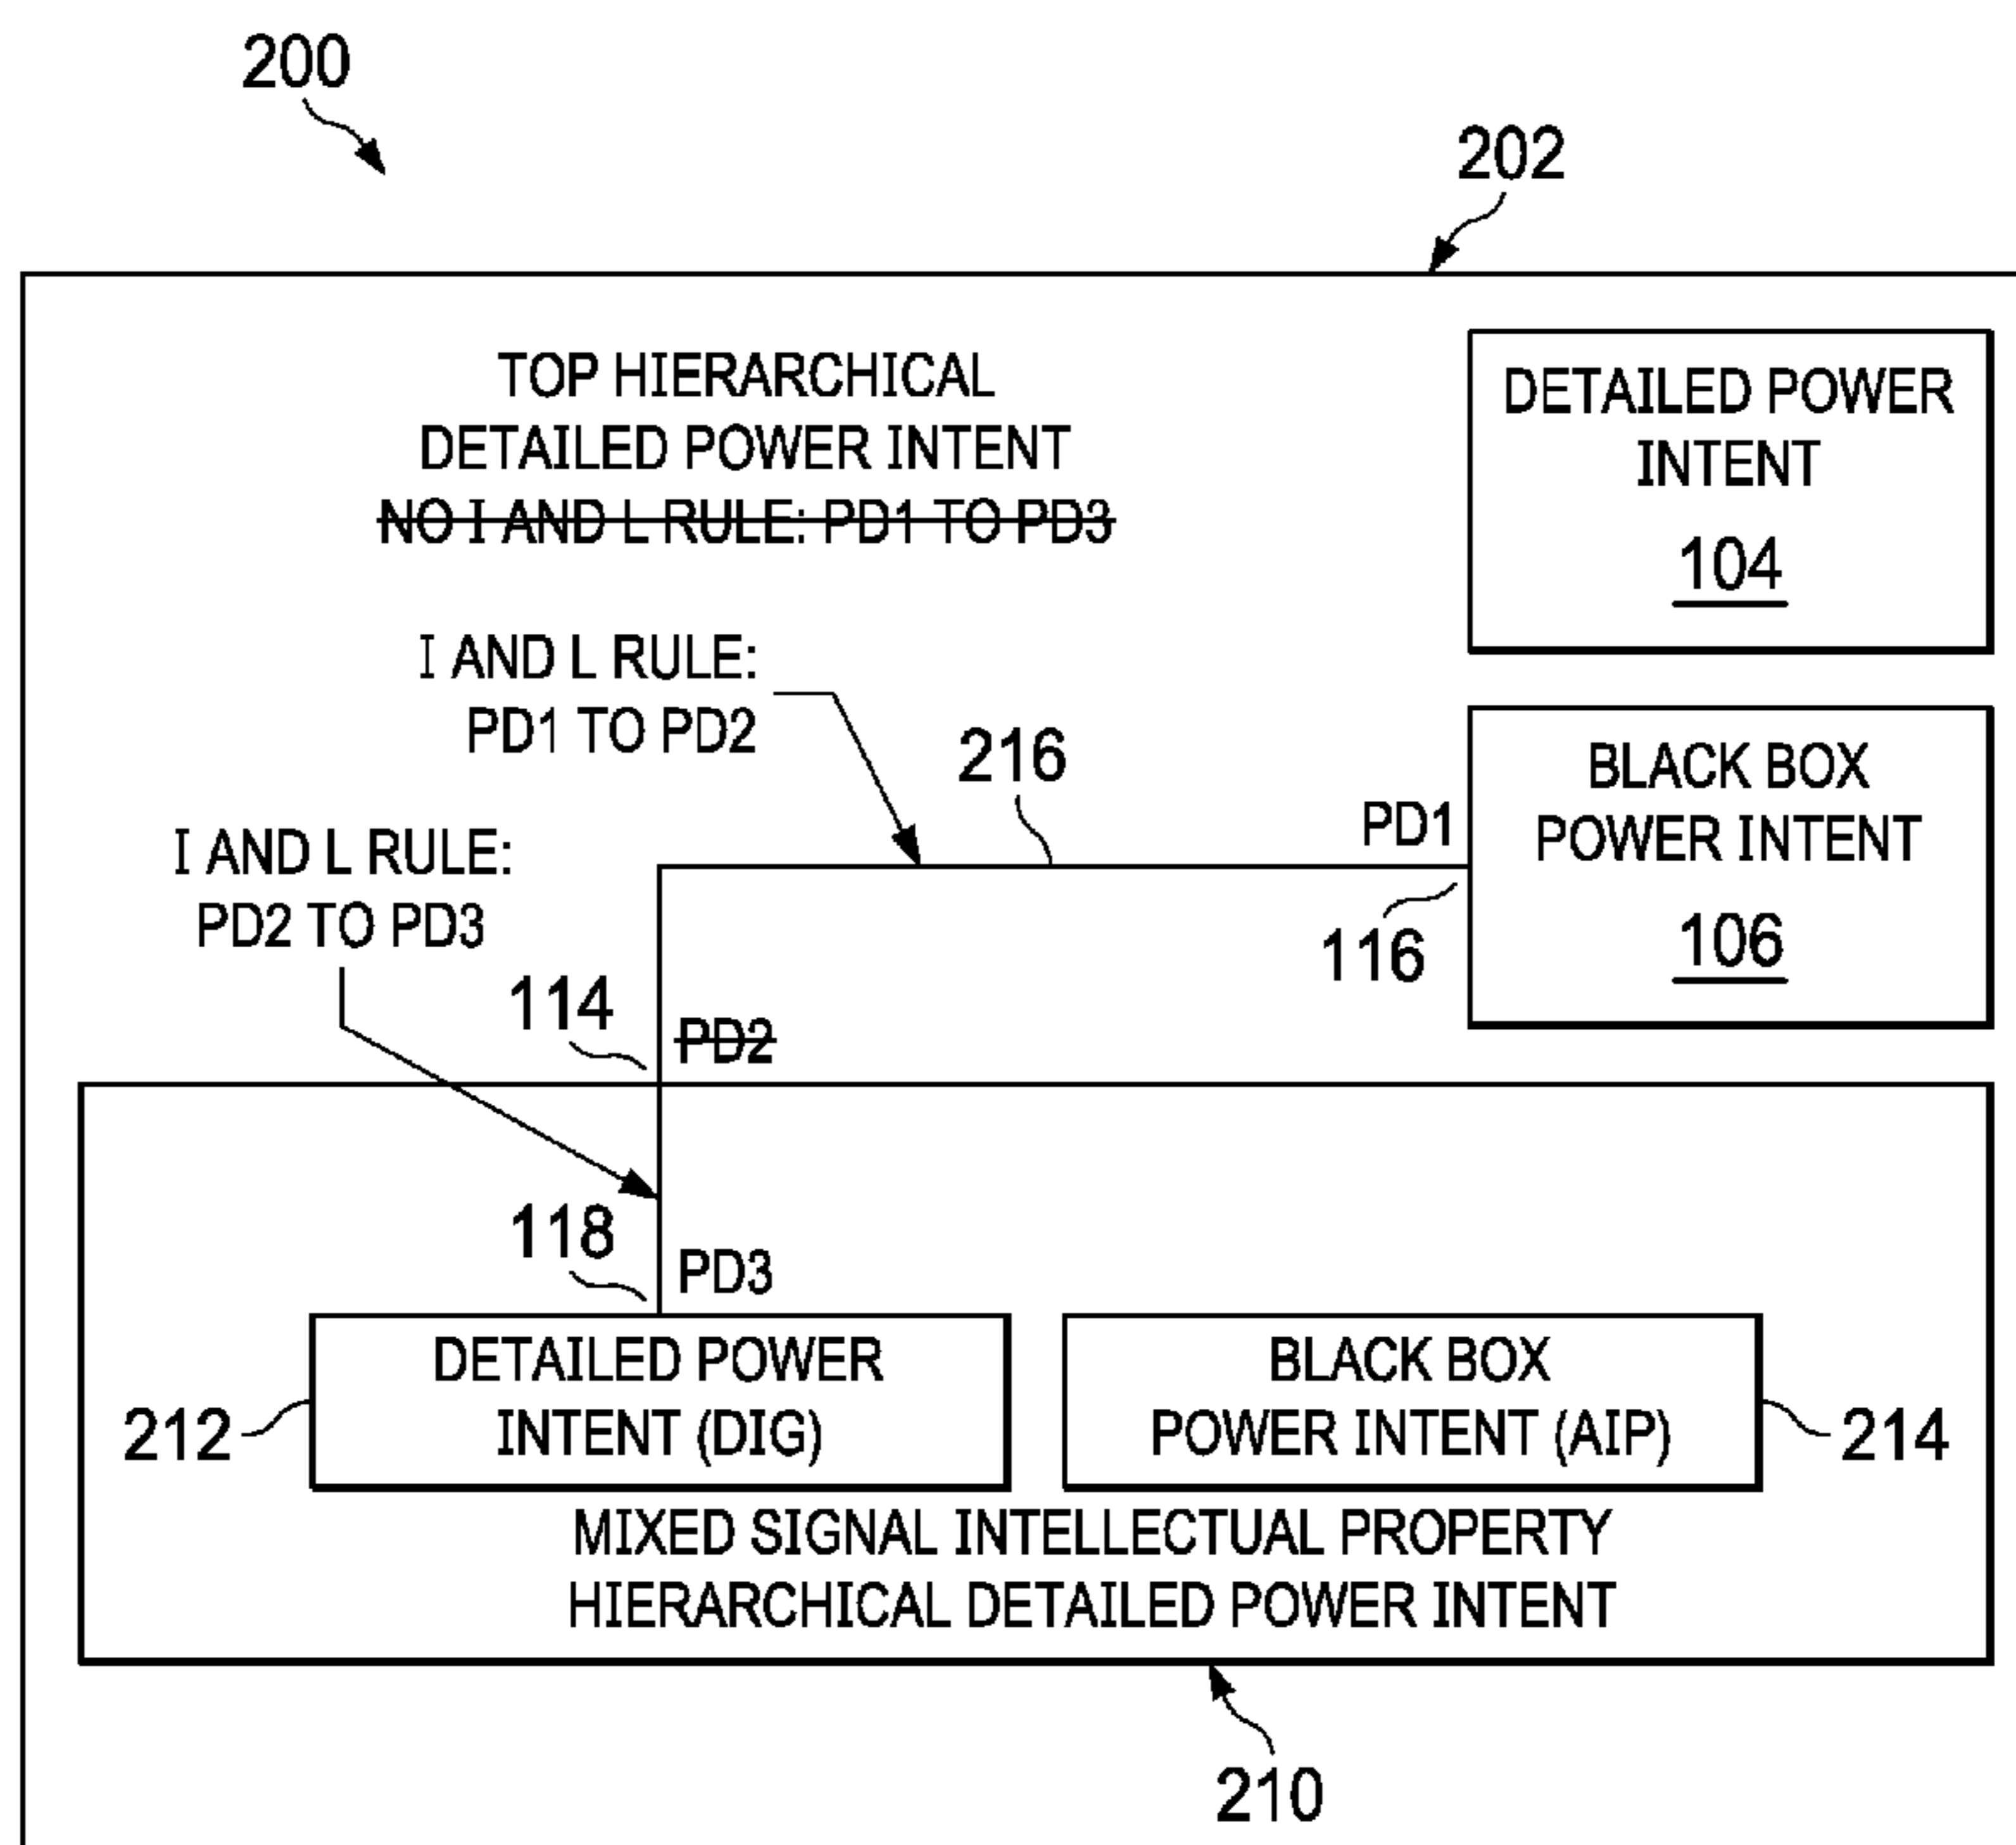 200
202
TOP HIERARCHICAL
DETAILED POWER INTENT
NO I AND L RULE: PD1 TO PD3
DETAILED POWER
INTENT
104
I AND L RULE:
PD1 TO PD2
216
PD1
BLACK BOX
POWER INTENT
106
116
I AND L RULE:
PD2 TO PD3
114
PD2
118
PD3
DETAILED POWER
INTENT (DIG)
212
BLACK BOX
POWER INTENT (AIP)
214
MIXED SIGNAL INTELLECTUAL PROPERTY
HIERARCHICAL DETAILED POWER INTENT
210